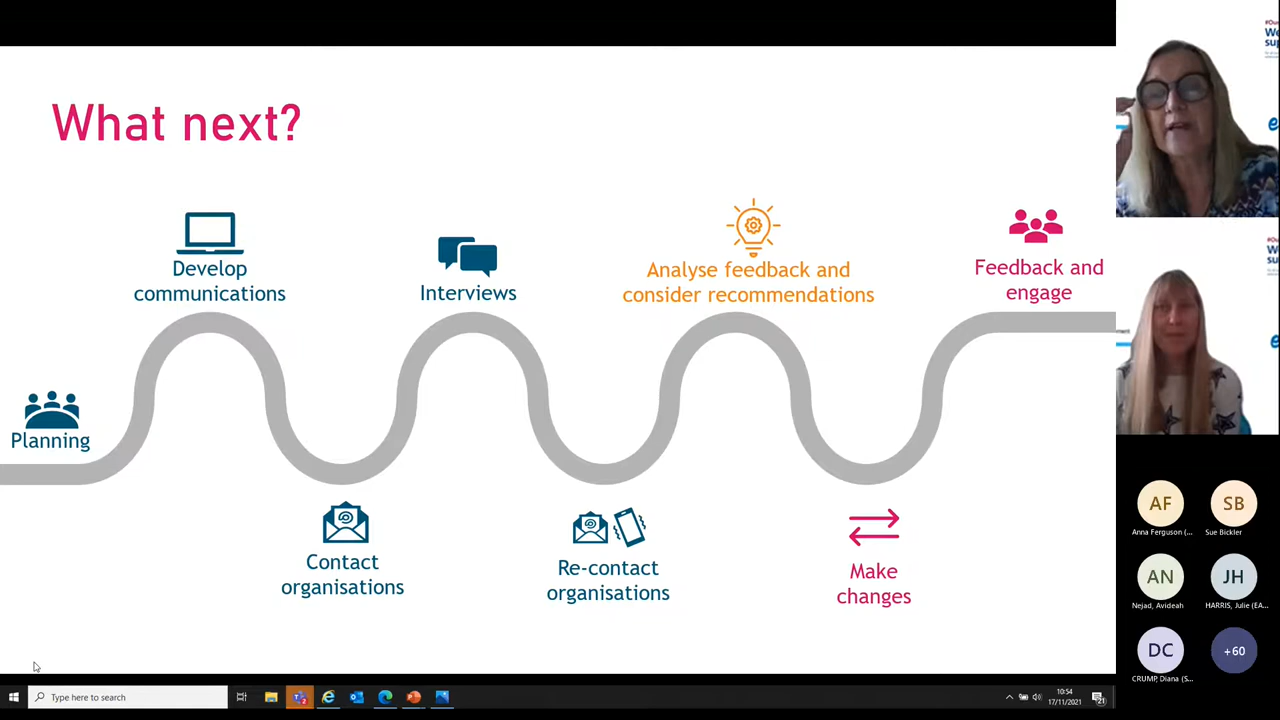 What next?
Develop
communications
Interviews
Analyse feedback and
consider recommendations
Feedback and
engage
Planning
Contact
organisations
Re-contact
organisations
Make
changes
AF
SB
Anna Ferguson (...
Sue Bickler
AN
JH
Nejad, Avideah
HARRIS, Julie (EA...
DC
+60
CRUMP, Diana (S...
Type here to search
10:54
17/11/2021
21